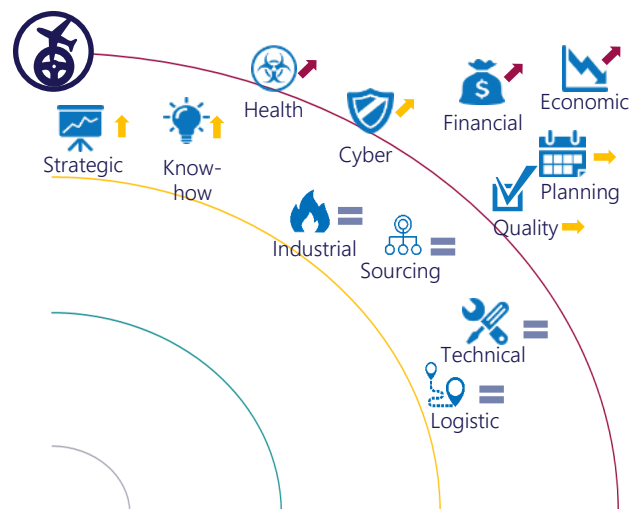 Health
Economic
Financial
Strategic
Know-
how
Cyber
Planning
Quality
Industrial
Sourcing
Technical
Logistic